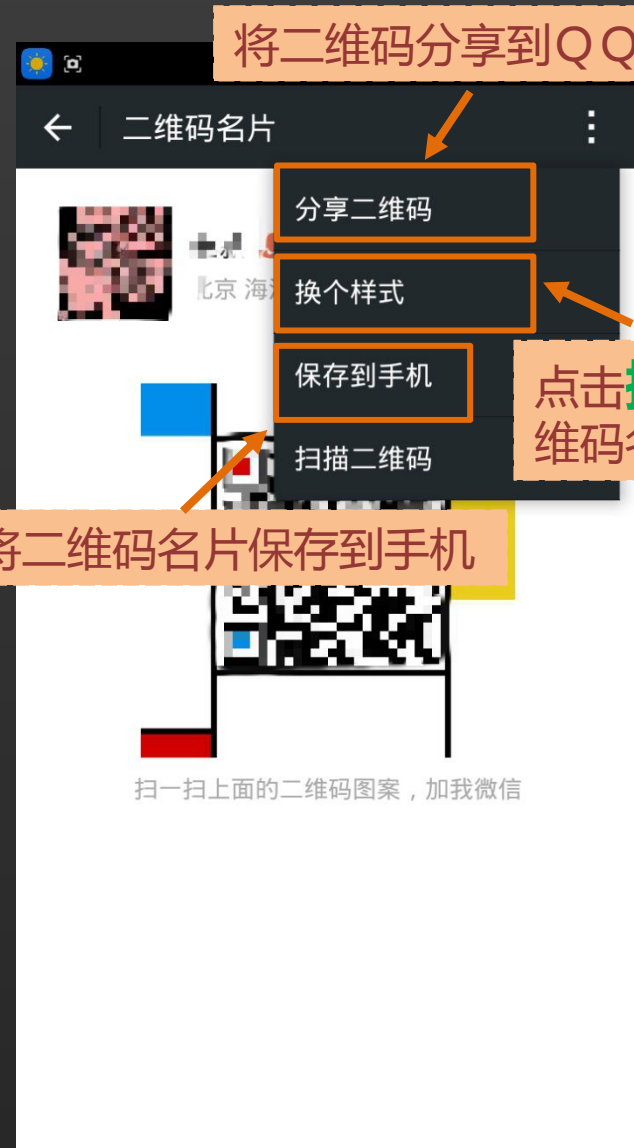 将二维码分享到QQ
二维码名片
分享二维码
北京 海
换个样式
保存到手机
点击
维码
扫描二维码
将二维码名片保存到手机
扫一扫上面的二维码图案，加我微信